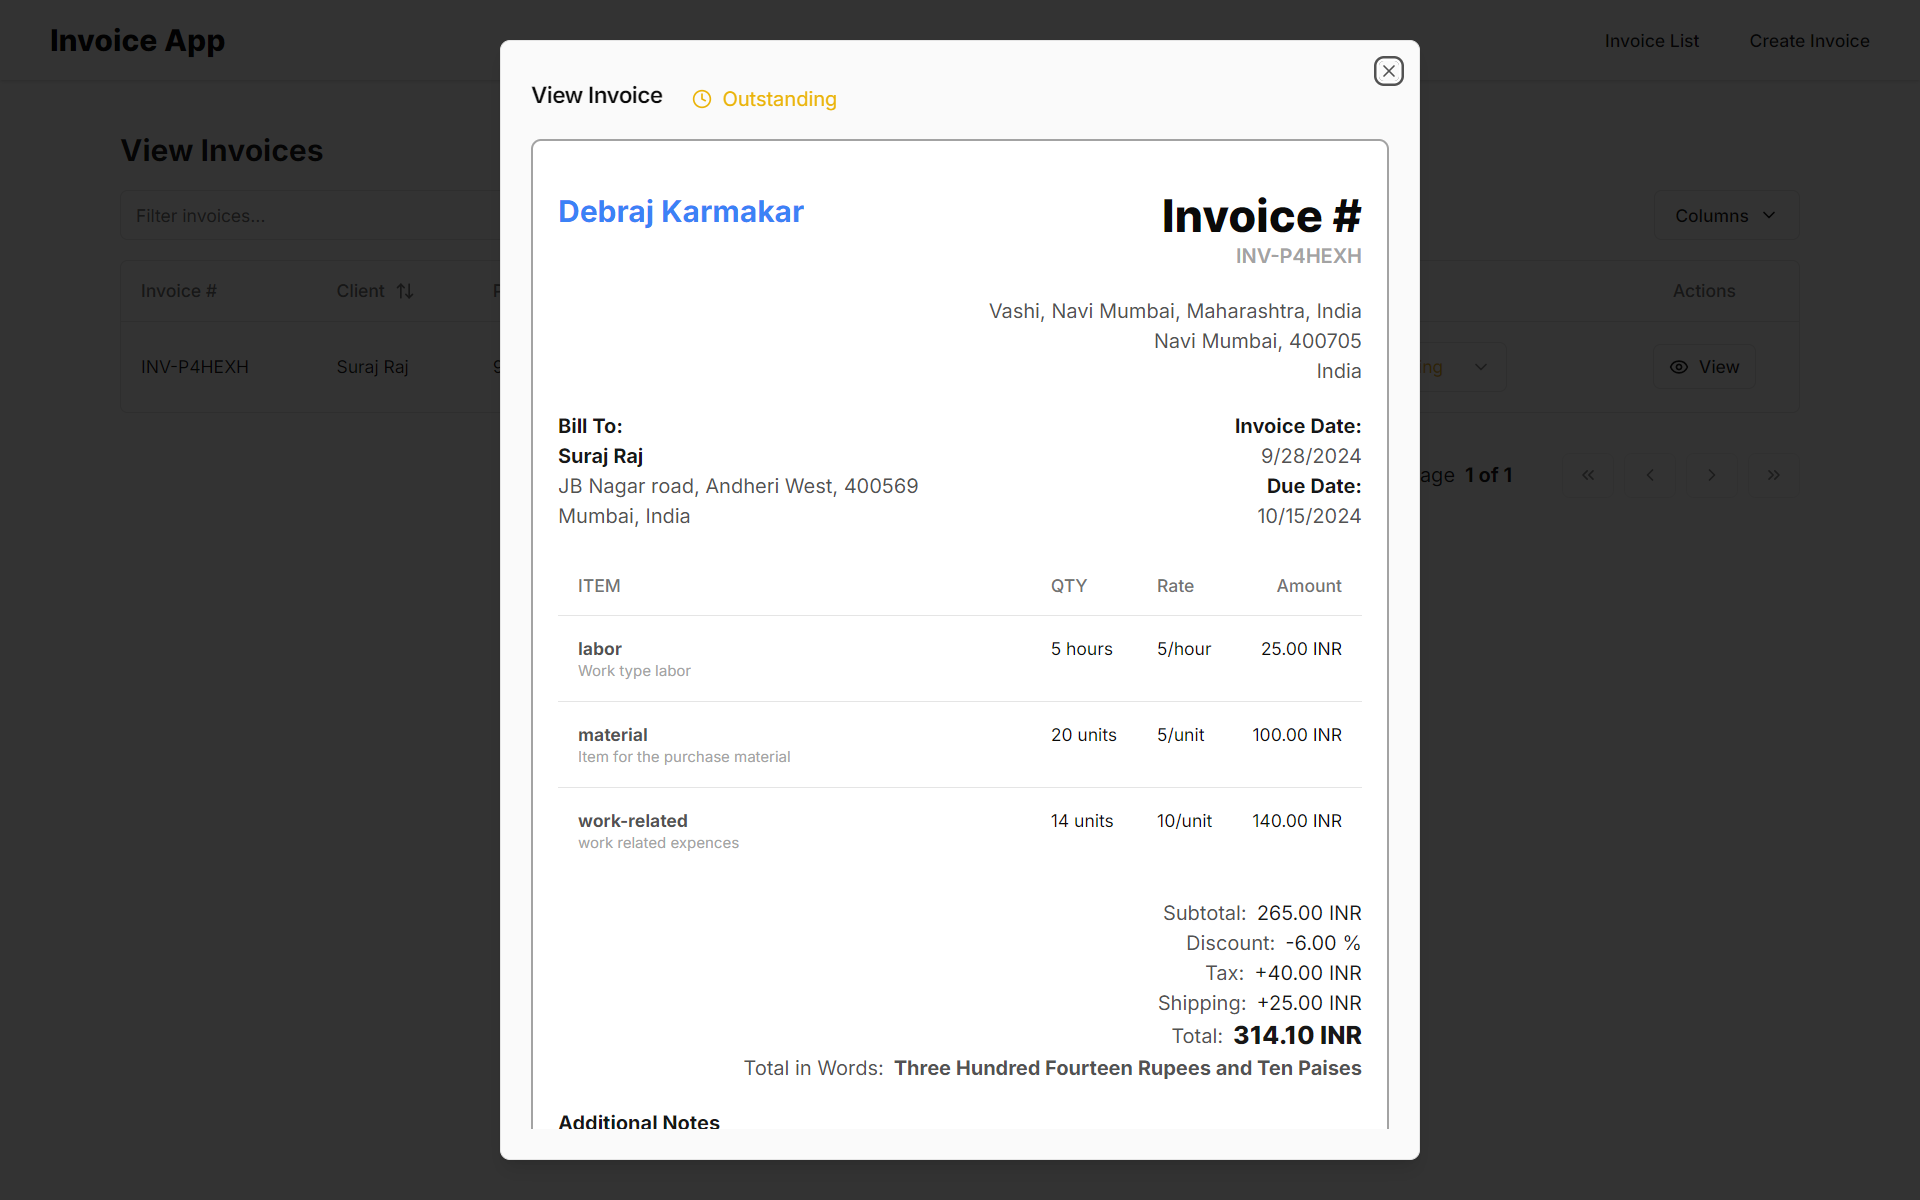 Invoice App
Invoice List
Create Invoice
View Invoices
Filter invoices...
Columns
Invoice #
Client
Actions
INV-P4HEXH
Suraj Raj
View
1 of 1
View Invoice
Outstanding
Debraj Karmakar
Invoice #
INV-P4HEXH
Vashi, Navi Mumbai, Maharashtra, India
Navi Mumbai, 400705
India
Bill To:
Suraj Raj
JB Nagar road, Andheri West, 400569
Mumbai, India
Invoice Date:
9/28/2024
Due Date:
10/15/2024
ITEM QTY Rate Amount
labor 5 hours 5/hour 25.00 INR
Work type labor
material 20 units 5/unit 100.00 INR
Item for the purchase material
work-related 14 units 10/unit 140.00 INR
work related expences
Subtotal: 265.00 INR
Discount: -6.00 %
Tax: +40.00 INR
Shipping: +25.00 INR
Total: 314.10 INR
Total in Words: Three Hundred Fourteen Rupees and Ten Paises
Additional Notes